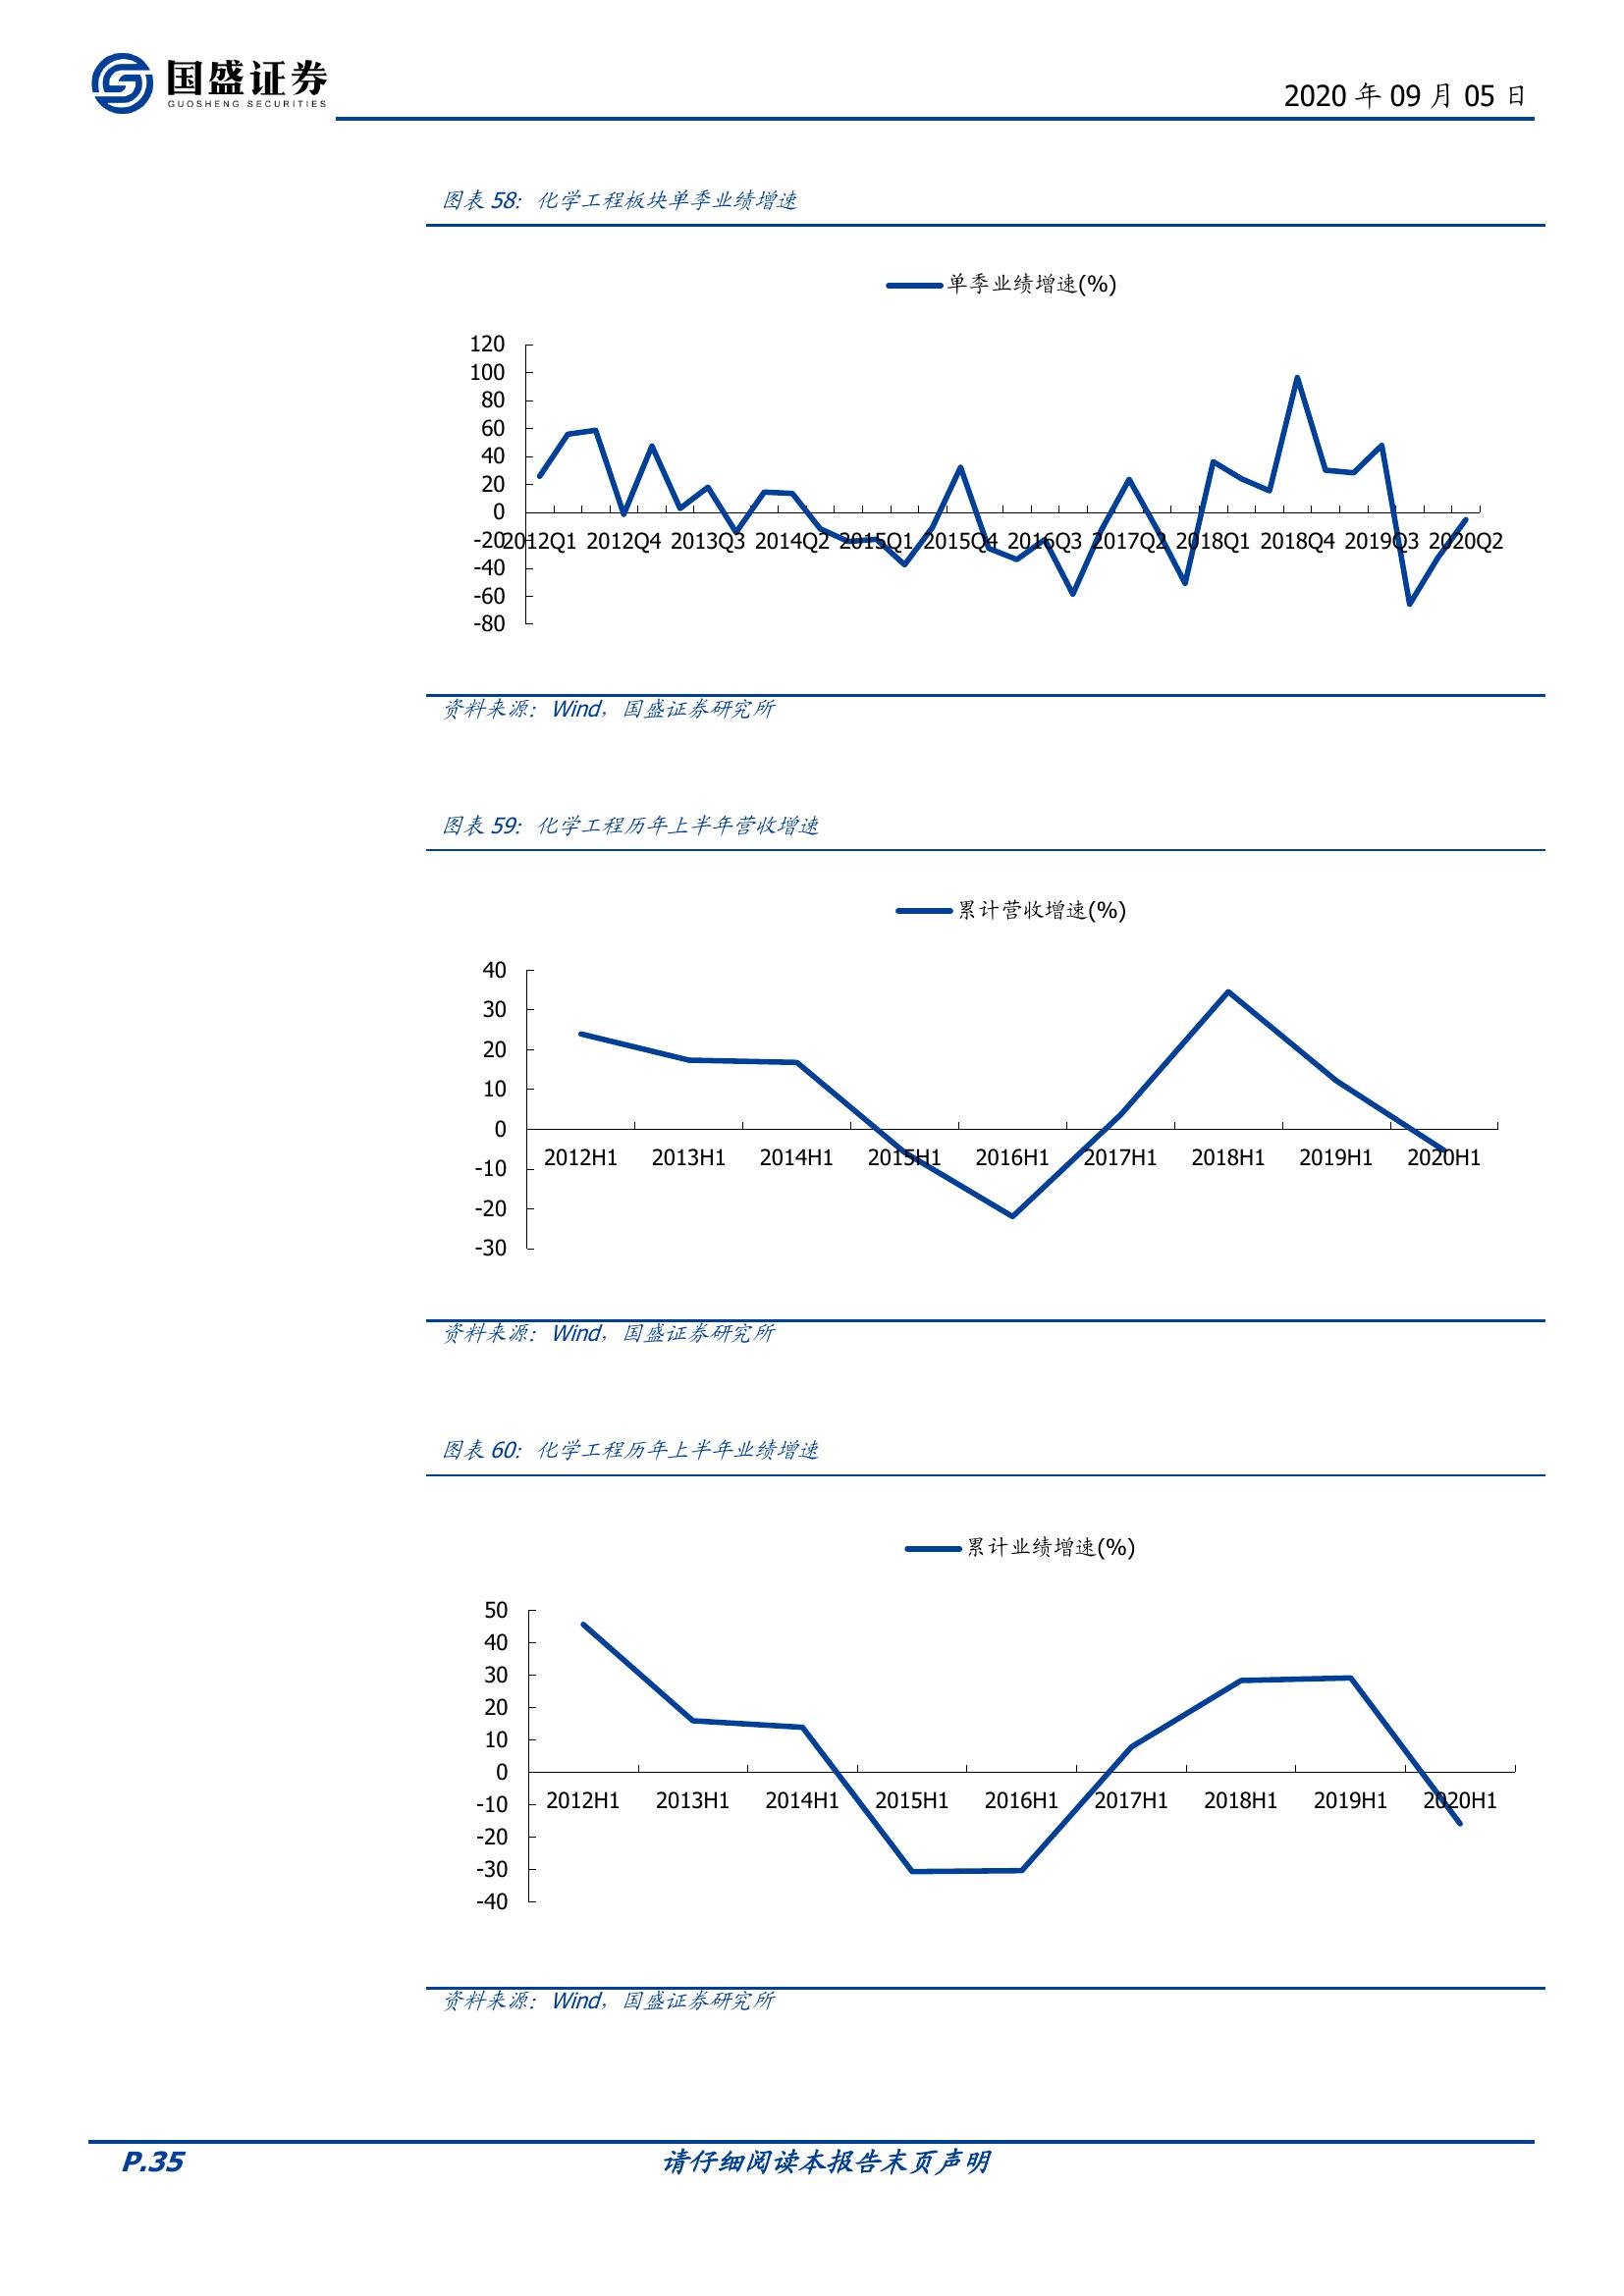 国盛证券
GUOSHENG SECURITIES
2020 年 09 月 05 日
图表 58: 化学工程板块单季业绩增速
单季业绩增速(%)
120
100
80
60
40
20
0
-20
-40
-60
-80
2012Q1 2012Q4 2013Q3 2014Q2 2015Q1 2015Q4 2016Q3 2017Q2 2018Q1 2018Q4 2019Q3 2020Q2
资料来源: Wind, 国盛证券研究所
图表 59: 化学工程历年上半年营收增速
累计营收增速(%)
40
30
20
10
0
-10
-20
-30
2012H1 2013H1 2014H1 2015H1 2016H1 2017H1 2018H1 2019H1 2020H1
资料来源: Wind, 国盛证券研究所
图表 60: 化学工程历年上半年业绩增速
累计业绩增速(%)
50
40
30
20
10
0
-10
-20
-30
-40
2012H1 2013H1 2014H1 2015H1 2016H1 2017H1 2018H1 2019H1 2020H1
资料来源: Wind, 国盛证券研究所
P.35 请仔细阅读本报告末页声明